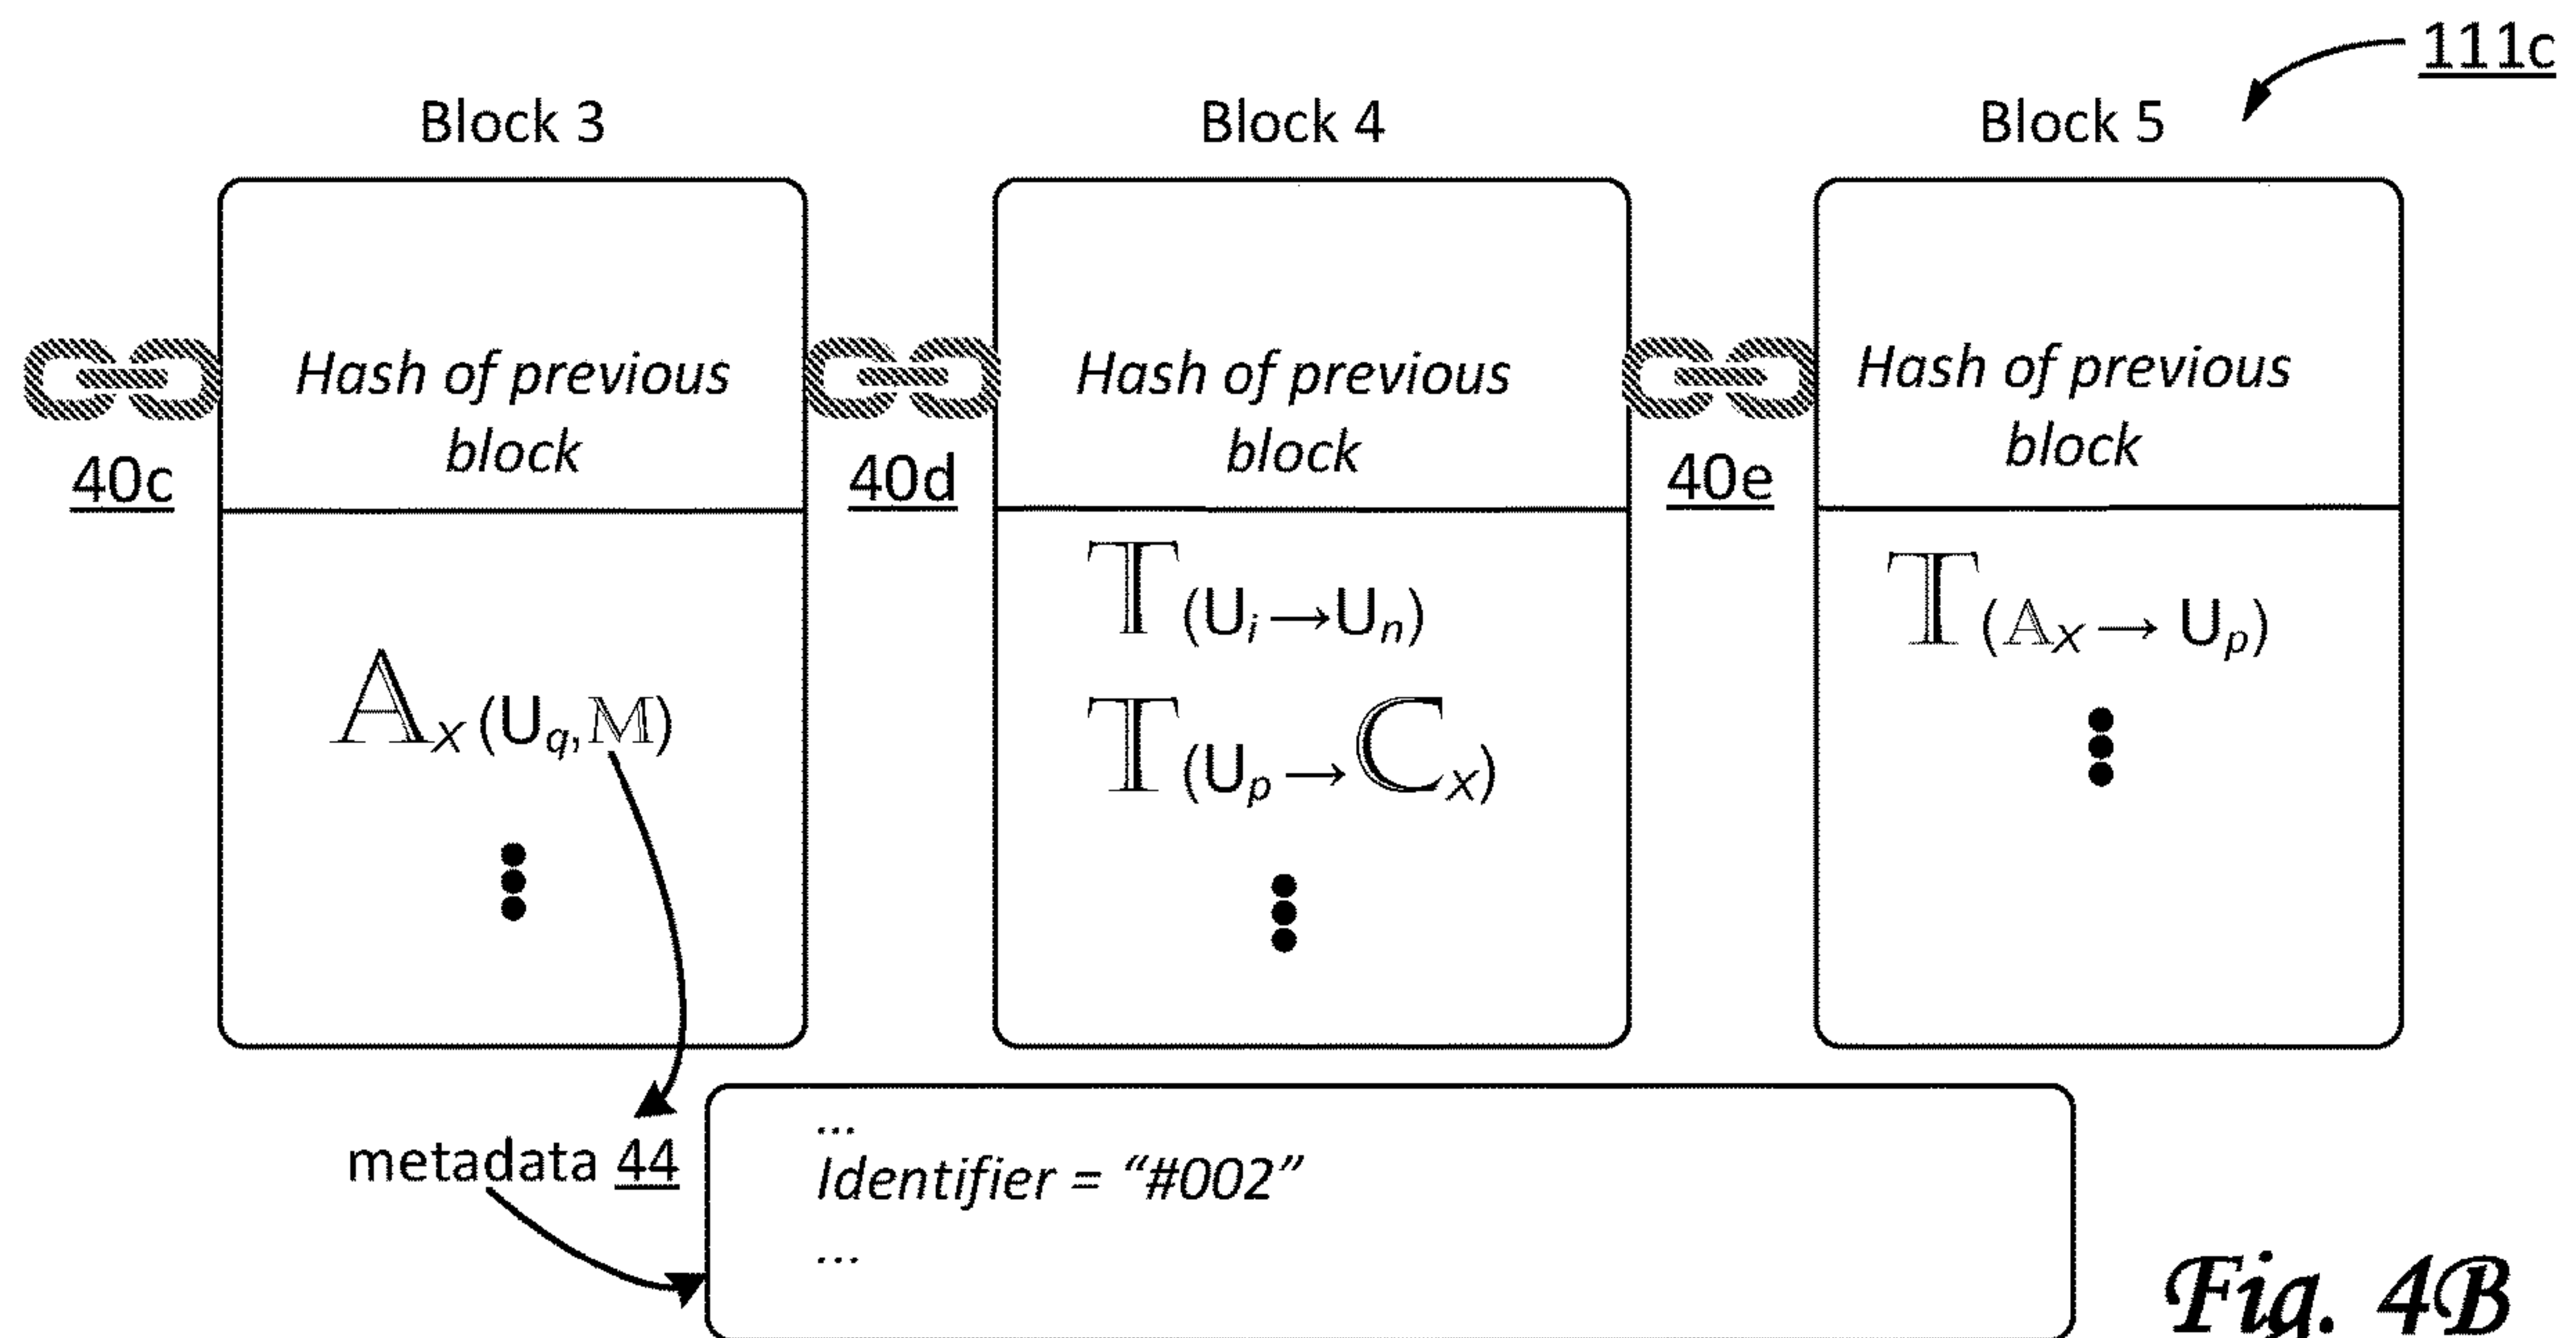 111c
Block 3
Block 4
Block 5
Hash of previous
block
Hash of previous
block
Hash of previous
block
40c
40d
40e
𝔸x (Uq, 𝕄)
𝕋(Ui→Un)
𝕋(Up→ℂx)
𝕋(𝔸x→ Up)
metadata 44
...
Identifier = “#002”
...
Fig. 4B